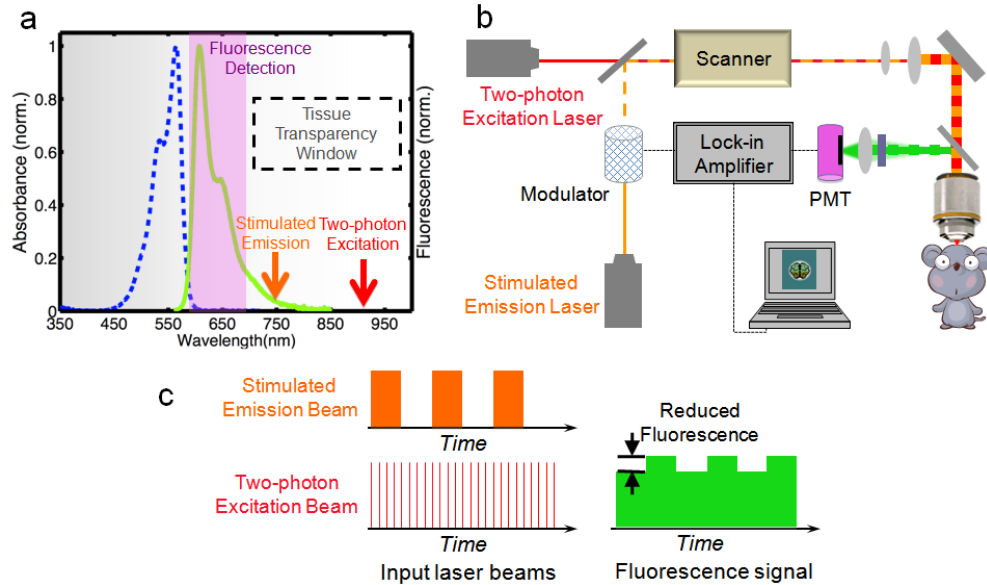 a
Absorbance (norm.)
1
0.8
0.6
0.4
0.2
0
350
450
550
650
750
850
950
Wavelength(nm)
Fluorescence (norm.)
Fluorescence
Detection
Tissue
Transparency
Window
Stimulated
Emission
Two-photon
Excitation
b
Two-photon
Excitation Laser
Scanner
Modulator
Lock-in
Amplifier
PMT
Stimulated
Emission Laser
c
Stimulated
Emission Beam
Time
Two-photon
Excitation Beam
Time
Input laser beams
Reduced
Fluorescence
Time
Fluorescence signal